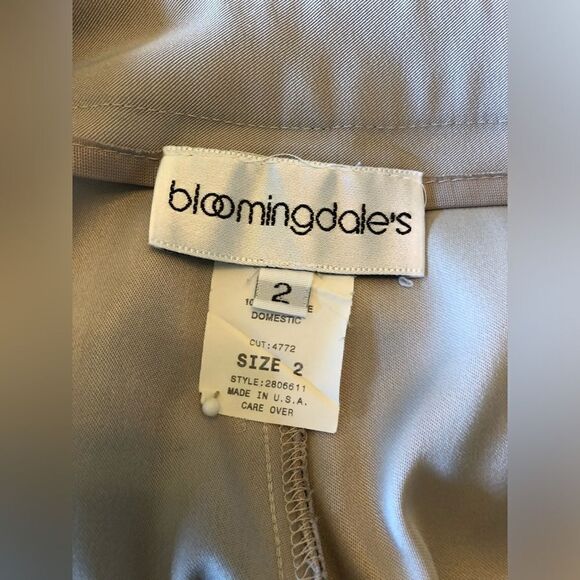 bloomingdale's
2
DOMESTIC
CUT:4772
SIZE 2
STYLE:2806611
MADE IN U.S.A.
CARE OVER